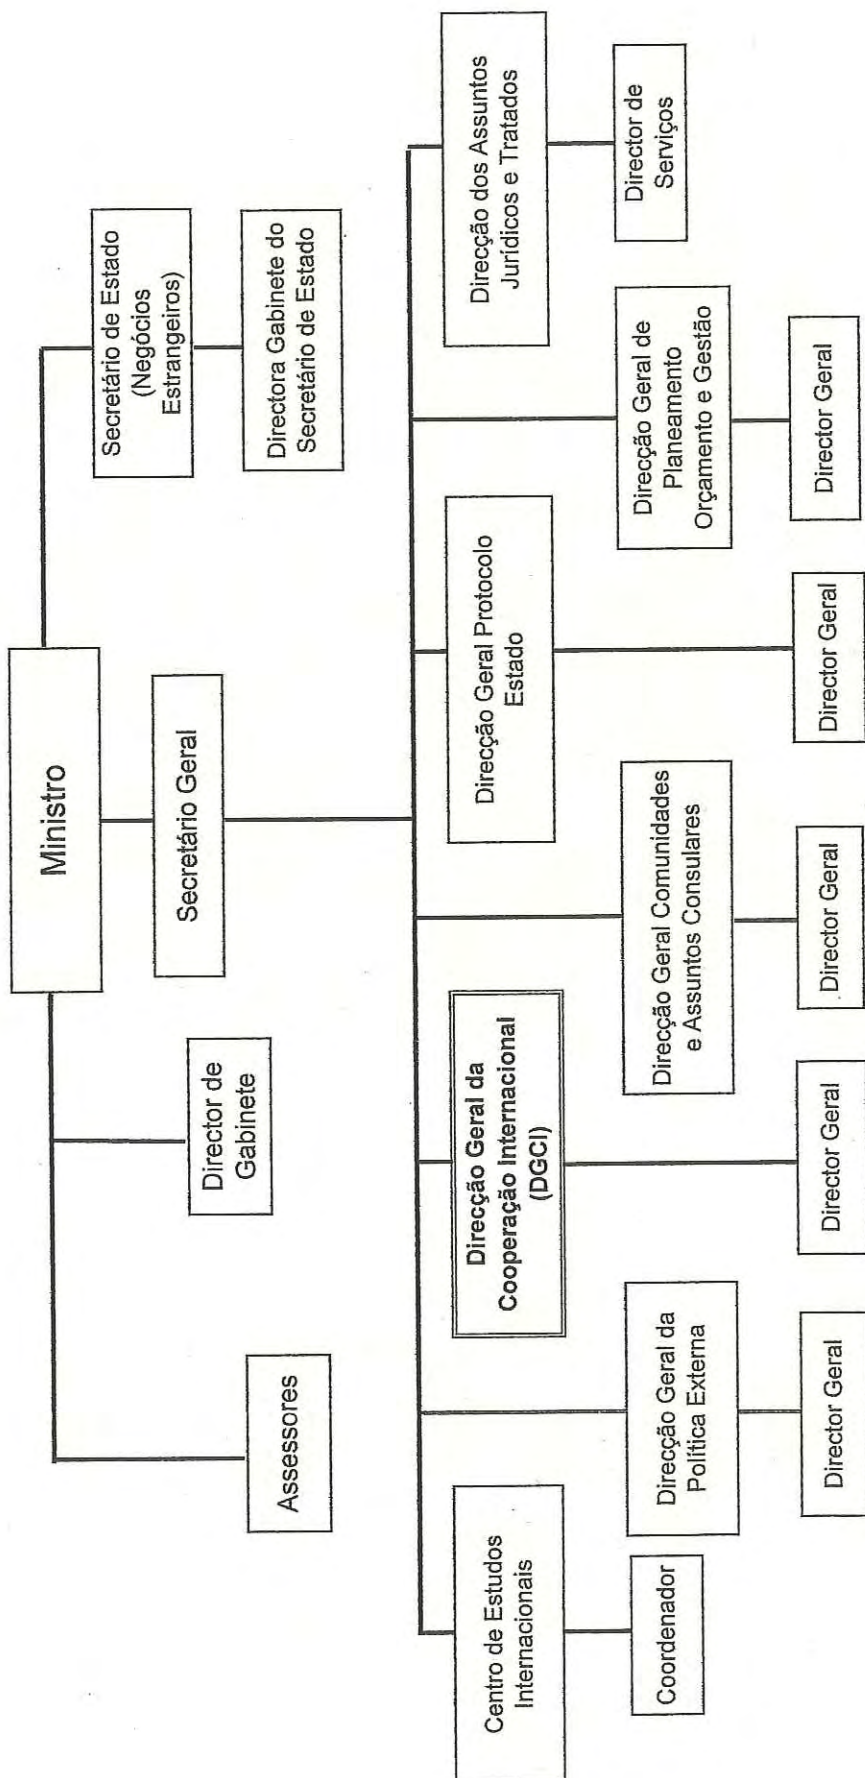 Ministro
Secretário Geral
Assessores
Director de
Gabinete
Secretário de Estado
(Negócios
Estrangeiros)
Directora Gabinete do
Secretário de Estado
Centro de Estudos
Internacionais
Coordenador
Direcção Geral da
Política Externa
Director Geral
Direcção Geral da
Cooperação Internacional
(DGCI)
Director Geral
Direcção Geral Comunidades
e Assuntos Consulares
Director Geral
Direcção Geral Protocolo
Estado
Director Geral
Direcção Geral de
Planeamento
Orçamento e Gestão
Director Geral
Direcção dos Assuntos
Jurídicos e Tratados
Director de
Serviços